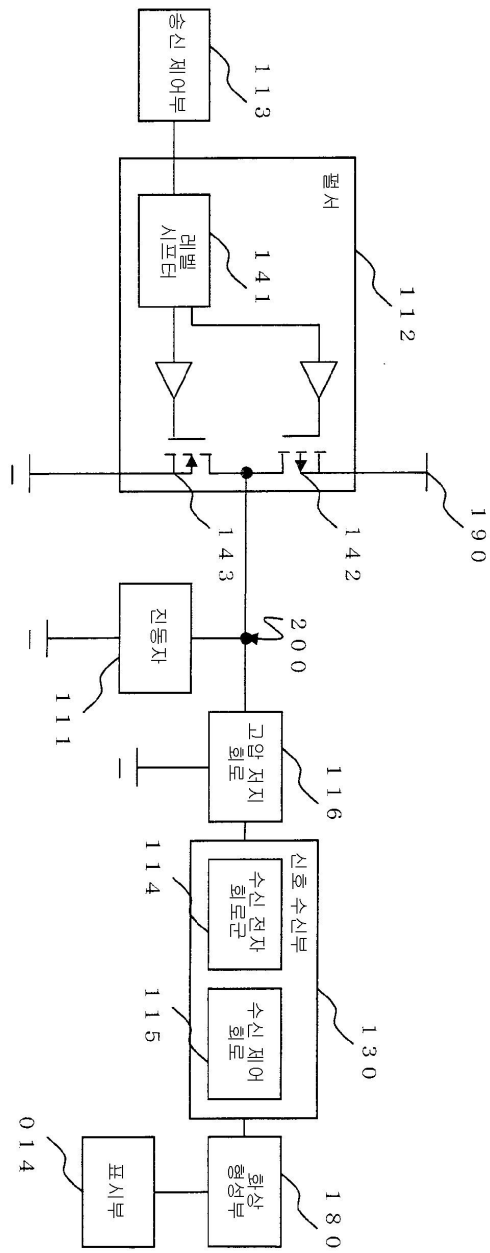 송신 제어부
113
펄서
112
레벨
시프터
141
142
143
190
200
진동자
111
고압 저지
회로
116
신호 수신부
130
수신 전자
회로군
114
수신 제어
회로
115
화상
형성부
180
표시부
014